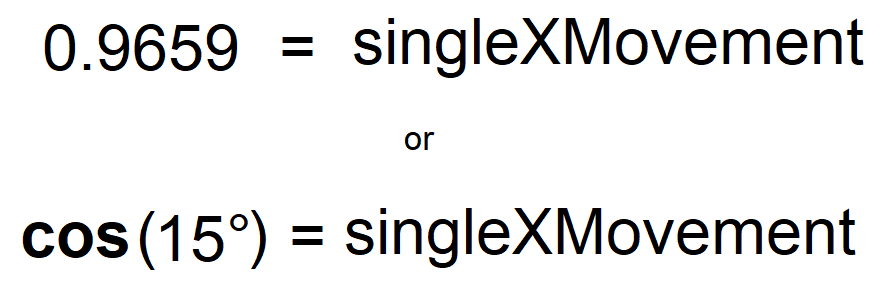 0.9659 = singleXMovement
or
cos(15°) = singleXMovement